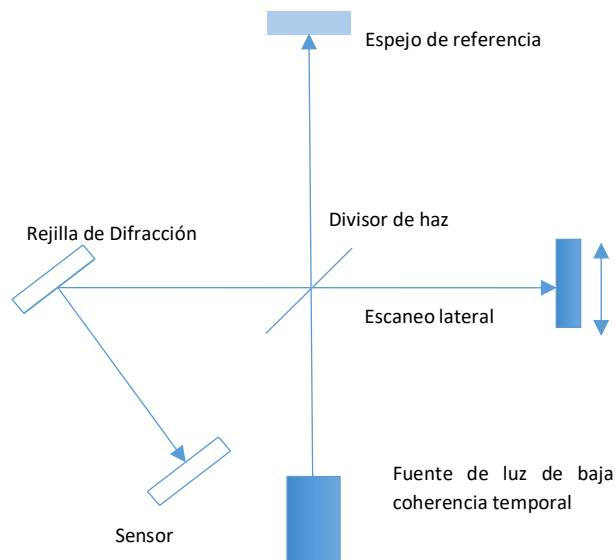 Espejo de referencia
Divisor de haz
Rejilla de Difracción
Escaneo lateral
Fuente de luz de baja
coherencia temporal
Sensor